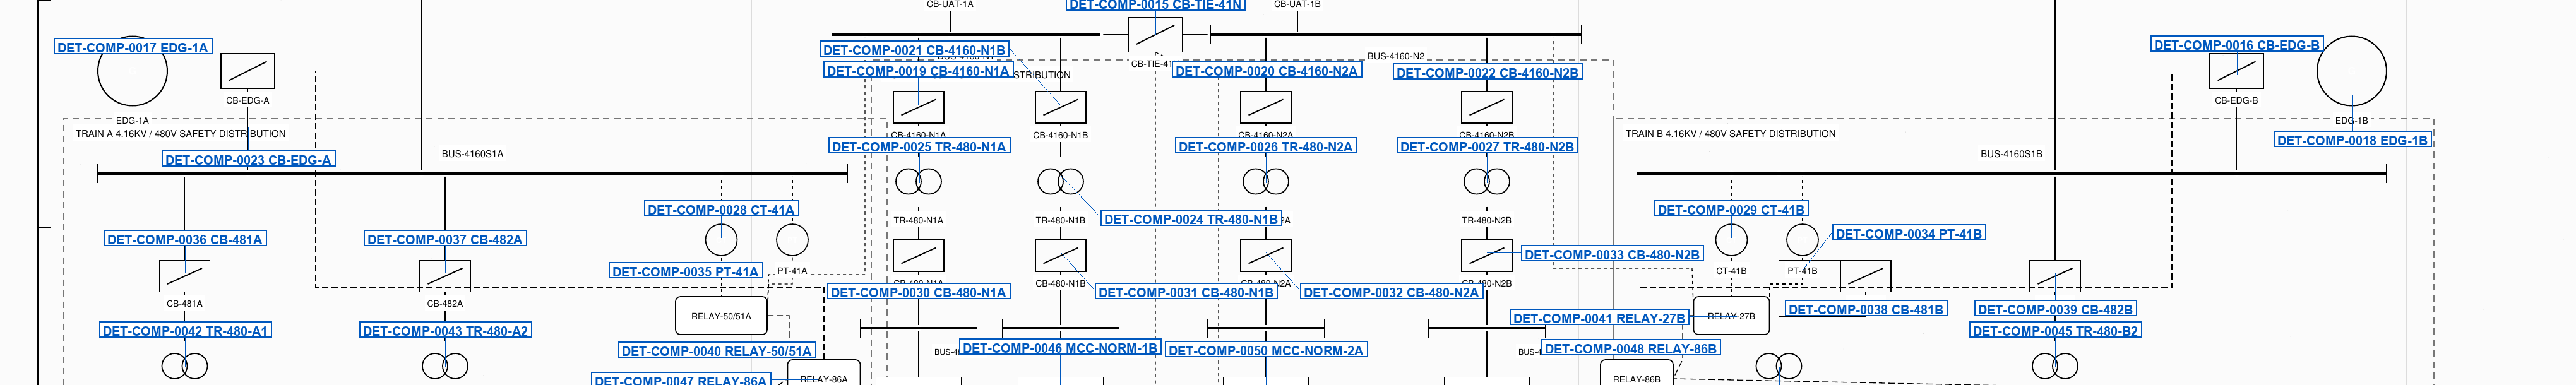 CB-UAT-1A
DET-COMP-0015 CB-TIE-41N
CB-UAT-1B
DET-COMP-0017 EDG-1A
DET-COMP-0021 CB-4160-N1B
BUS-4160-N2
DET-COMP-0016 CB-EDG-B
CB-TIE-41N
DET-COMP-0019 CB-4160-N1A
DISTRIBUTION
DET-COMP-0020 CB-4160-N2A
DET-COMP-0022 CB-4160-N2B
CB-EDG-A
CB-EDG-B
EDG-1A
EDG-1B
TRAIN A 4.16KV / 480V SAFETY DISTRIBUTION
CB-4160-N1A
CB-4160-N1B
CB-4160-N2A
CB-4160-N2B
TRAIN B 4.16KV / 480V SAFETY DISTRIBUTION
DET-COMP-0018 EDG-1B
DET-COMP-0023 CB-EDG-A
BUS-4160S1A
DET-COMP-0025 TR-480-N1A
DET-COMP-0026 TR-480-N2A
DET-COMP-0027 TR-480-N2B
BUS-4160S1B
DET-COMP-0028 CT-41A
DET-COMP-0029 CT-41B
TR-480-N1A
TR-480-N1B
DET-COMP-0024 TR-480-N1B
TR-480-N2B
DET-COMP-0036 CB-481A
DET-COMP-0037 CB-482A
DET-COMP-0034 PT-41B
DET-COMP-0033 CB-480-N2B
DET-COMP-0035 PT-41A
PT-41A
CT-41B
PT-41B
CB-480-N1A
CB-480-N1B
CB-480-N2A
CB-480-N2B
DET-COMP-0030 CB-480-N1A
DET-COMP-0031 CB-480-N1B
DET-COMP-0032 CB-480-N2A
CB-481A
CB-482A
DET-COMP-0038 CB-481B
DET-COMP-0039 CB-482B
RELAY-50/51A
DET-COMP-0041 RELAY-27B
RELAY-27B
DET-COMP-0042 TR-480-A1
DET-COMP-0043 TR-480-A2
DET-COMP-0045 TR-480-B2
DET-COMP-0040 RELAY-50/51A
DET-COMP-0046 MCC-NORM-1B
DET-COMP-0050 MCC-NORM-2A
DET-COMP-0048 RELAY-86B
DET-COMP-0047 RELAY-86A
RELAY-86A
RELAY-86B